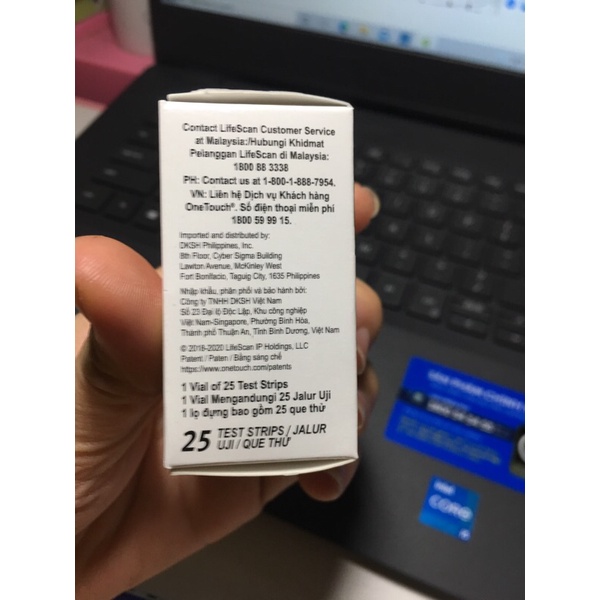 Contact LifeScan Customer Service
at Malaysia:/Hubungi Khidmat
Pelanggan LifeScan di Malaysia:
1800 88 3338
PH: Contact us at 1-800-1-888-7954.
VN: Liên hệ Dịch vụ Khách hàng
OneTouch®. Số điện thoại miễn phí
1800 59 99 15.
Imported and distributed by:
DKSH Philippines, Inc.
8th Floor, Cyber Sigma Building
Lawton Avenue, McKinley West
Fort Bonifacio, Taguig City, 1635 Philippines
Nhập khẩu, phân phối và bảo hành bởi:
Công ty TNHH DKSH Việt Nam
Số 23 Đại lộ Độc Lập, Khu công nghiệp
Việt Nam-Singapore, Phường Bình Hòa,
Thành phố Thuận An, Tỉnh Bình Dương, Việt Nam
© 2016-2020 LifeScan IP Holdings, LLC
Patent / Paten / Bằng sáng chế
https://www.onetouch.com/patents
1 Vial of 25 Test Strips
1 Vial Mengandungi 25 Jalur Uji
1 lọ đựng bao gồm 25 que thử
25 TEST STRIPS / JALUR
UJI / QUE THỬ
intel
CORE